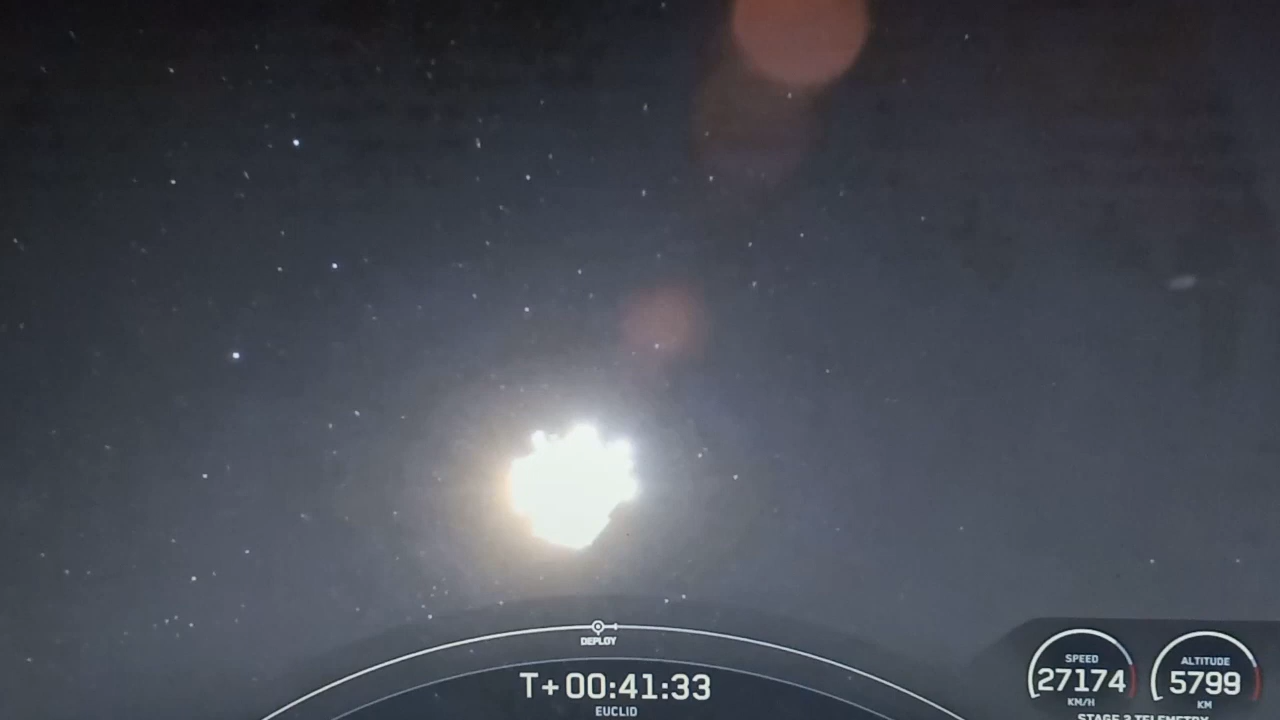 DEPLOY
T+00:41:33
EUCLID
SPEED
27174
KM/H
ALTITUDE
5799
KM
STAGE 2 TELEMETRY